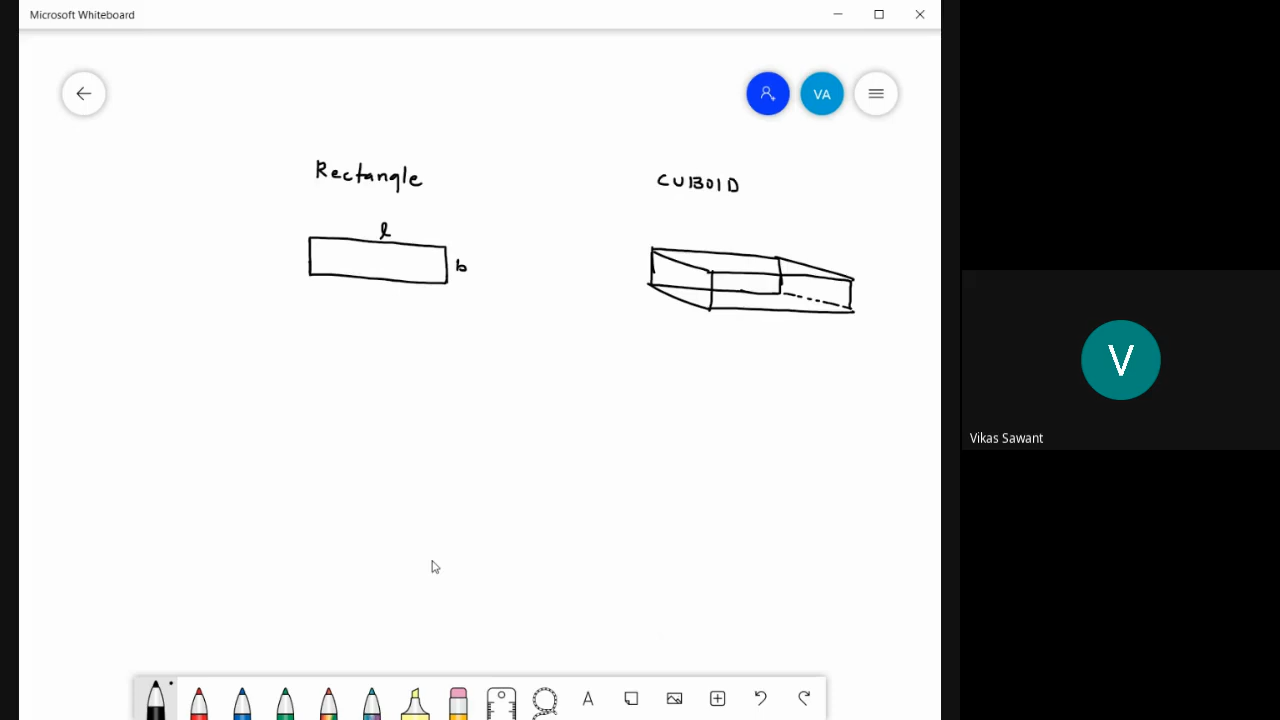 Microsoft Whiteboard
VA
Rectangle
CUBOID
l
b
V
Vikas Sawant
A